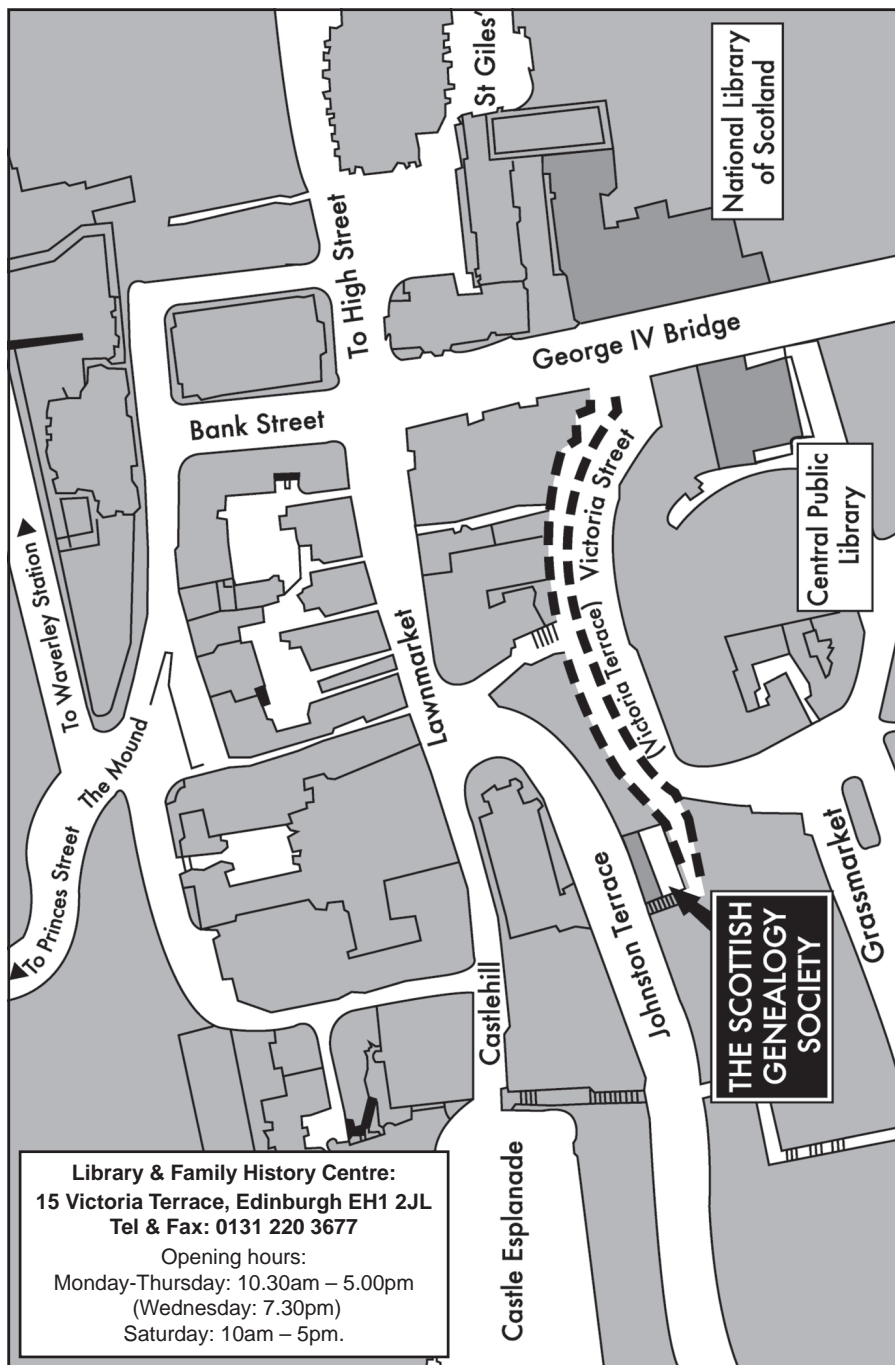 St Giles'
National Library
of Scotland
To High Street
George IV Bridge
Bank Street
Victoria Street
(Victoria Terrace)
Central Public
Library
To Waverley Station
The Mound
To Princes Street
Lawnmarket
Johnston Terrace
Grassmarket
Castlehill
THE SCOTTISH
GENEALOGY
SOCIETY
Castle Esplanade
Library & Family History Centre:
15 Victoria Terrace, Edinburgh EH1 2JL
Tel & Fax: 0131 220 3677
Opening hours:
Monday-Thursday: 10.30am – 5.00pm
(Wednesday: 7.30pm)
Saturday: 10am – 5pm.